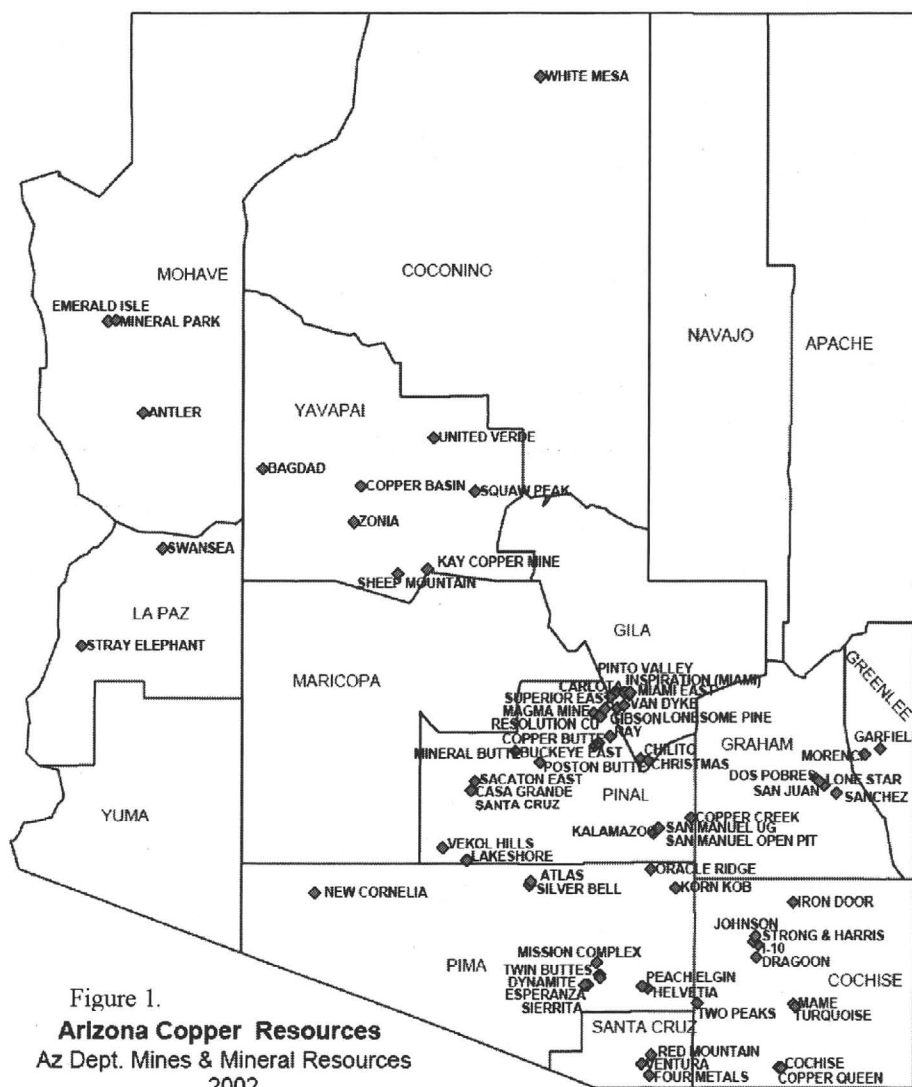 WHITE MESA
MOHAVE
COCONINO
EMERALD ISLE
MINERAL PARK
NAVAJO
APACHE
ANTLER
YAVAPAI
UNITED VERDE
BAGDAD
COPPER BASIN
SQUAW PEAK
ZONIA
SWANSEA
KAY COPPER MINE
SHEEP MOUNTAIN
LA PAZ
GILA
STRAY ELEPHANT
MARICOPA
PINTO VALLEY
INSPIRATION (MIAMI)
CARLOTA
MIAMI EAST
SUPERIOR EAST
VAN DYKE
MAGMA MINE
GIBSON
LONESOME PINE
RESOLUTION CU
RAY
COPPER BUTTE
MINERAL BUTTE
BUCKEYE EAST
CHILITO
POSTON BUTTE
CHRISTMAS
GREENLEE
GARFIEL
MORENCI
GRAHAM
DOS POBRES
LONE STAR
SAN JUAN
SANCHEZ
SACATON EAST
CASA GRANDE
SANTA CRUZ
PINAL
YUMA
COPPER CREEK
KALAMAZOO
SAN MANUEL UG
SAN MANUEL OPEN PIT
VEKOL HILLS
LAKESHORE
ORACLE RIDGE
ATLAS
SILVER BELL
KORN KOB
NEW CORNELIA
IRON DOOR
JOHNSON
STRONG & HARRIS
I-10
DRAGOON
MISSION COMPLEX
PIMA
TWIN BUTTES
DYNAMITE
ESPERANZA
SIERRITA
PEACH ELGIN
HELVETIA
COCHISE
TWO PEAKS
MAME
TURQUOISE
SANTA CRUZ
RED MOUNTAIN
VENTURA
FOUR METALS
COCHISE
COPPER QUEEN
Figure 1.
Arizona Copper Resources
Az Dept. Mines & Mineral Resources
2002